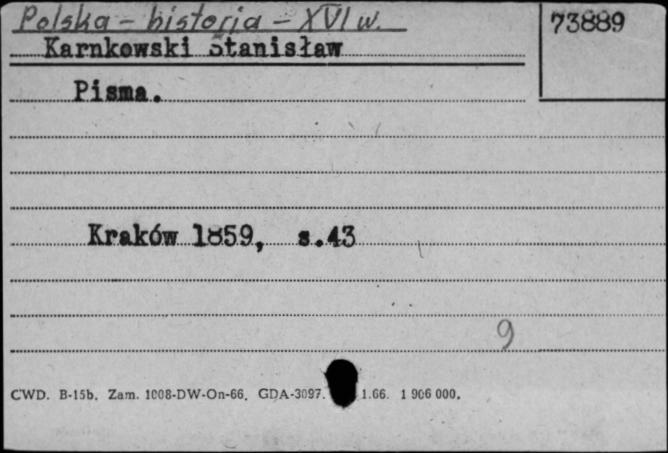 Polska - historia - XVI w.
73889
Karnkowski Stanisław
Pisma.
Kraków 1859, s.43
9
CWD. B-15b. Zam. 1008-DW-On-66. GDA-3097. 1.66. 1 906 000.